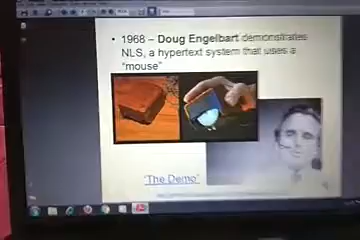 • 1968 – Doug Engelbart demonstrates
NLS, a hypertext system that uses a
"mouse"
"The Demo"